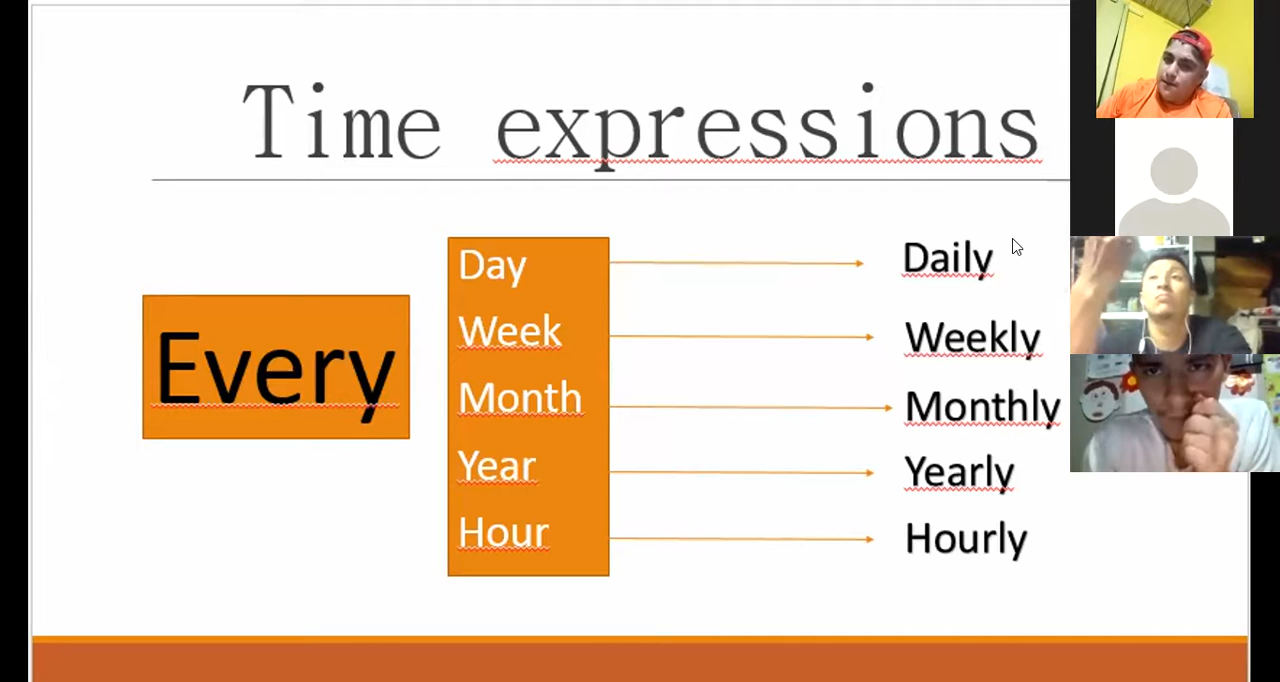 Time expressions
Every
Day
Week
Month
Year
Hour
Daily
Weekly
Monthly
Yearly
Hourly